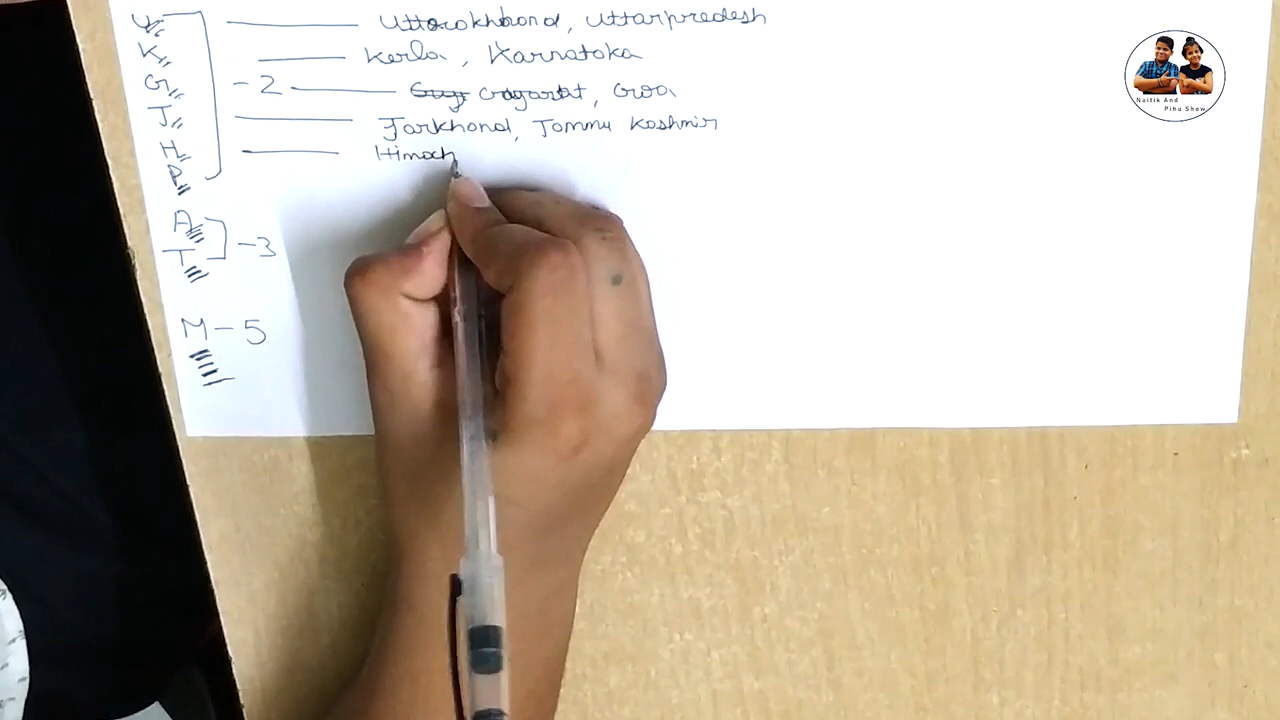 U ——— Uttarakhand, Uttarpradesh
K ——— Kerla, Karnataka
G - 2 ——— Guj Gujarat, Goa
J ——— Jarkhand, Jammu Kashmir
H ——— Himach
P
A
T - 3
M - 5
Naitik And
Pihu Show